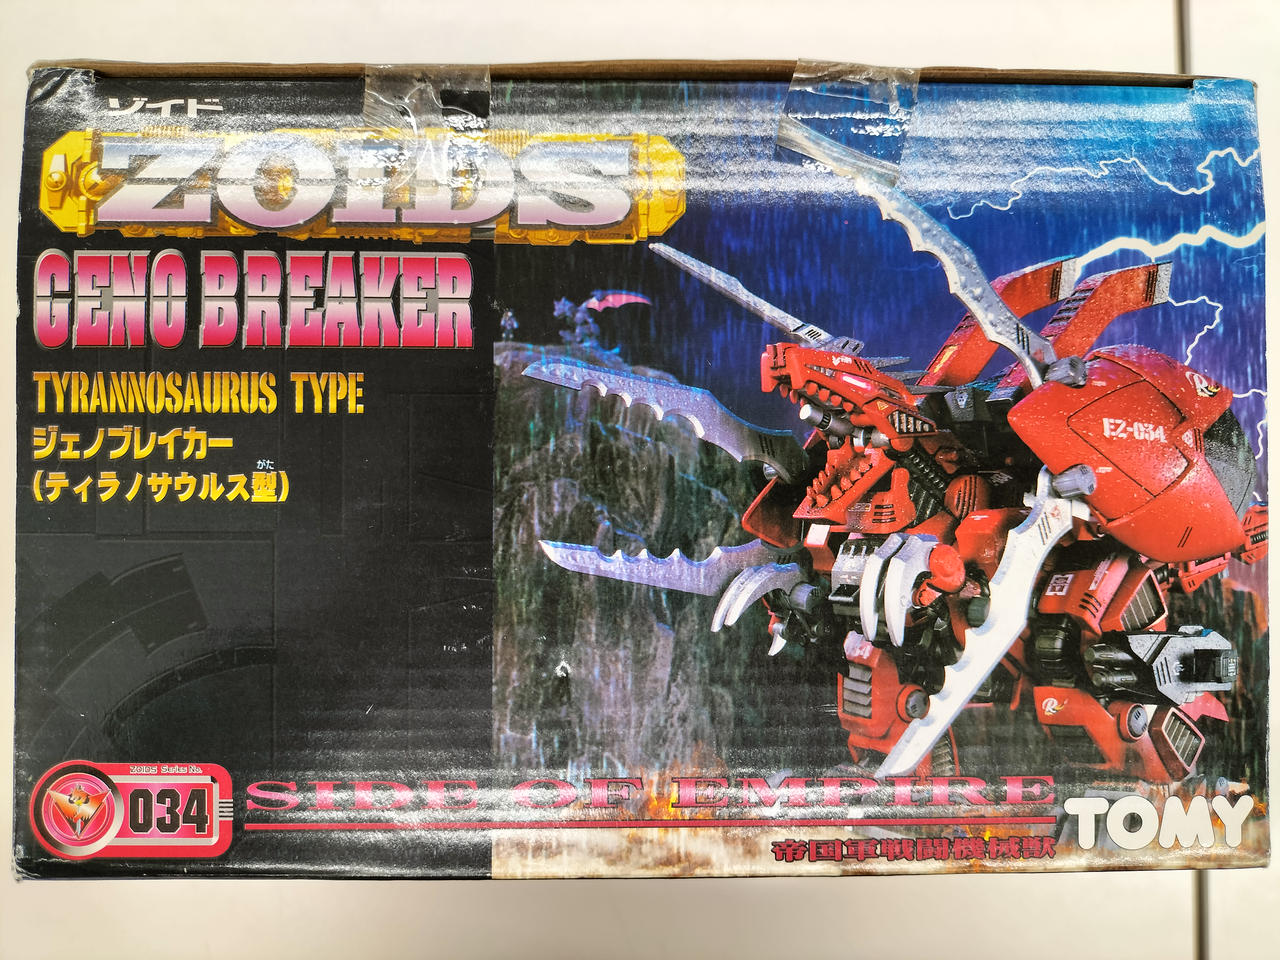 ゾイド
ZOIDS
GENO BREAKER
TYRANNOSAURUS TYPE
ジェノブレイカー
(ティラノサウルス型)
がた
EZ-034
ZOIDS Series No.
034
SIDE OF EMPIRE
帝国軍戦闘機械獣
TOMY